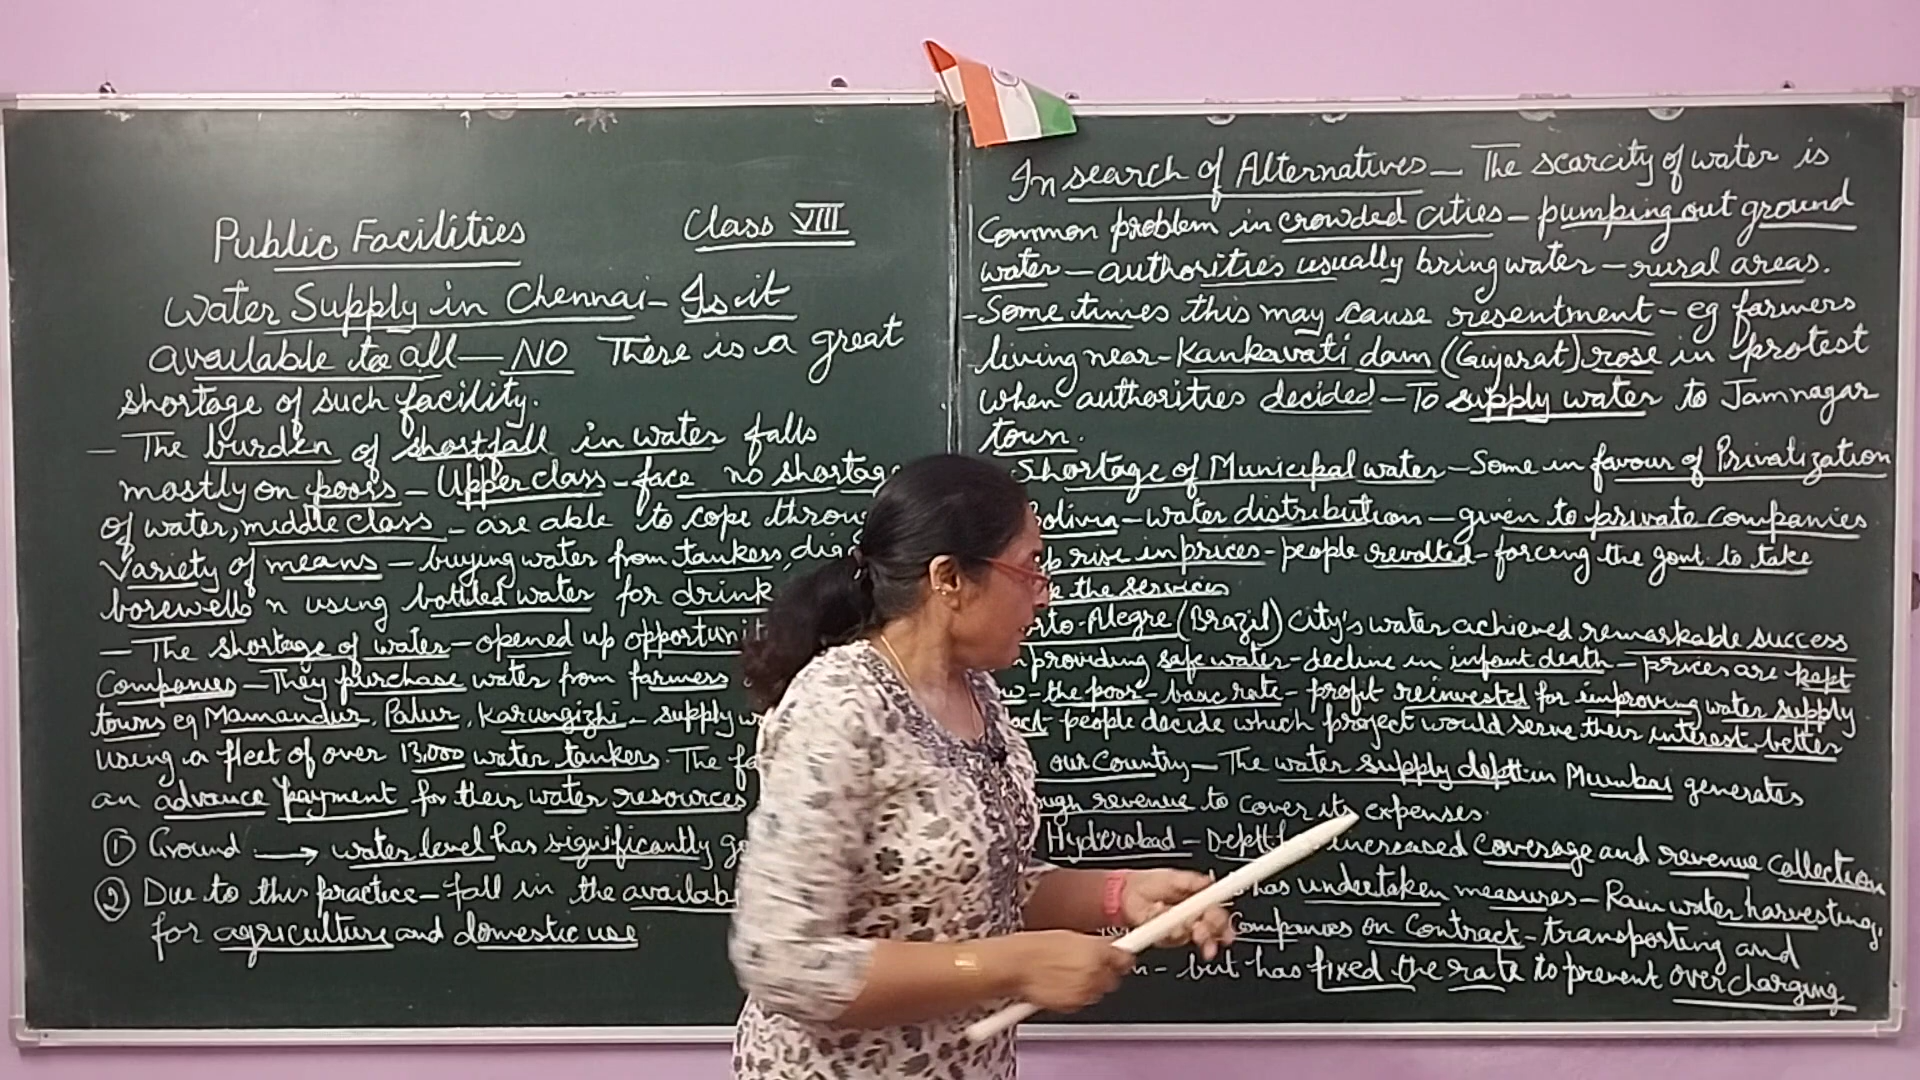 Public Facilities Class VIII
Water Supply in Chennai - Is it
available to all - NO There is a great
shortage of such facility.
- The burden of shortfall in water falls
mostly on poors - Upper class - face no shortage
of water, middle class - are able to cope throu
Variety of means - buying water from tankers, dig
borewells n using bottled water for drink
- The shortage of water - opened up opportunit
Companies - They purchase water from farmers
towns eg Mamandur, Palur, Karungizhi - supply w
using a fleet of over 13,000 water tankers. The fa
an advance payment for their water resources
① Ground → water level has significantly go
② Due to this practice - fall in the availab
for agriculture and domestic use
In search of Alternatives - The scarcity of water is
Common problem in crowded cities - pumping out ground
water - authorities usually bring water - rural areas.
- Some times this may cause resentment - eg farmers
living near - Kankavati dam (Gujarat) rose in protest
when authorities decided - To supply water to Jamnagar
town.
Shortage of Municipal water - Some in favour of Privatization
Bolivia - water distribution - given to private companies
rise in prices - people revolted - forcing the govt to take
the services
rto-Alegre (Brazil) City's water achieved remarkable success
providing safe water - decline in infant death - prices are kept
- the poor - basic rate - profit reinvested for improving water supply
- people decide which project would serve their interest better
our Country - The water supply deptt in Mumbai generates
ough revenue to cover its expenses.
Hyderabad - Deptt increased Coverage and revenue Collection
has undertaken measures - Rain water harvesting,
Companies on Contract - transporting and
- but has fixed the rate to prevent over charging